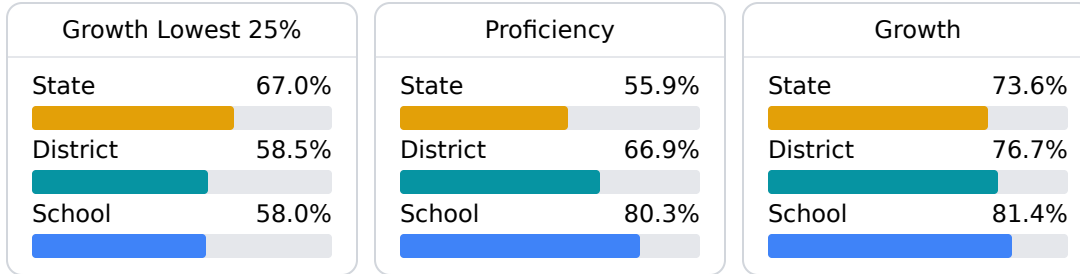 Growth Lowest 25%
State 67.0%
District 58.5%
School 58.0%
Proficiency
State 55.9%
District 66.9%
School 80.3%
Growth
State 73.6%
District 76.7%
School 81.4%